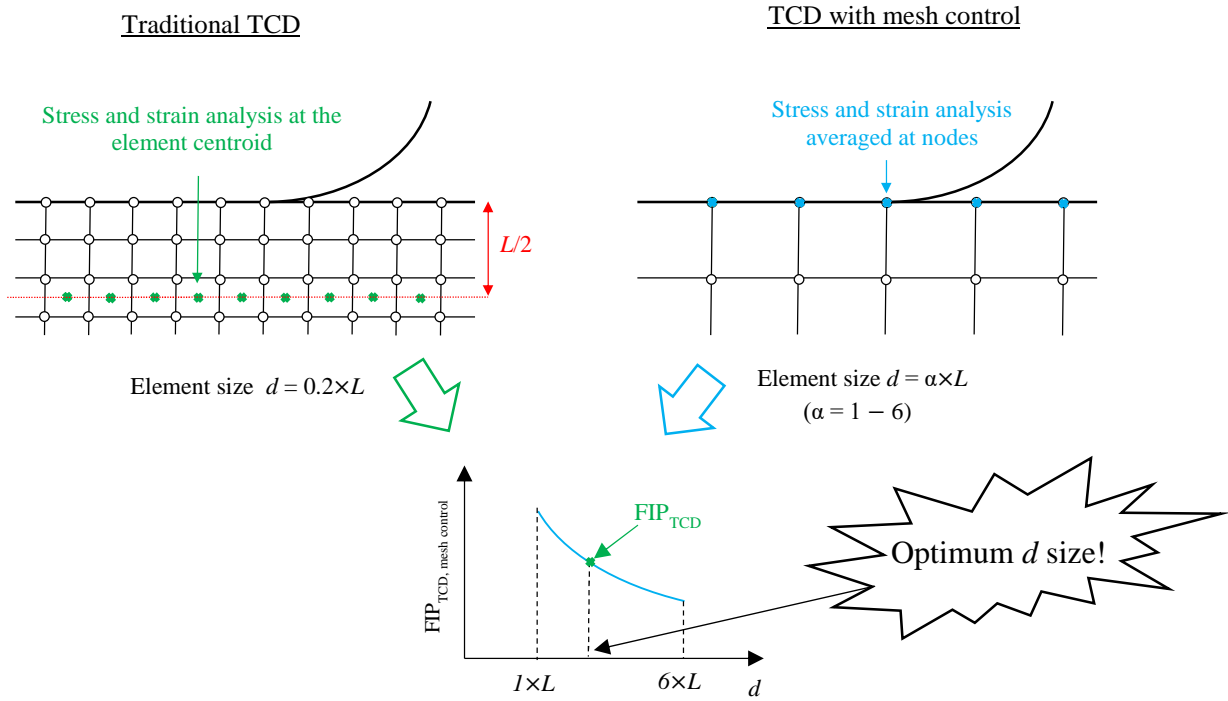 Traditional TCD
TCD with mesh control
Stress and strain analysis at the
element centroid
Stress and strain analysis
averaged at nodes
L/2
Element size d = 0.2×L
Element size d = α×L
(α = 1 – 6)
FIP_TCD, mesh control
FIP_TCD
Optimum d size!
1×L
6×L
d